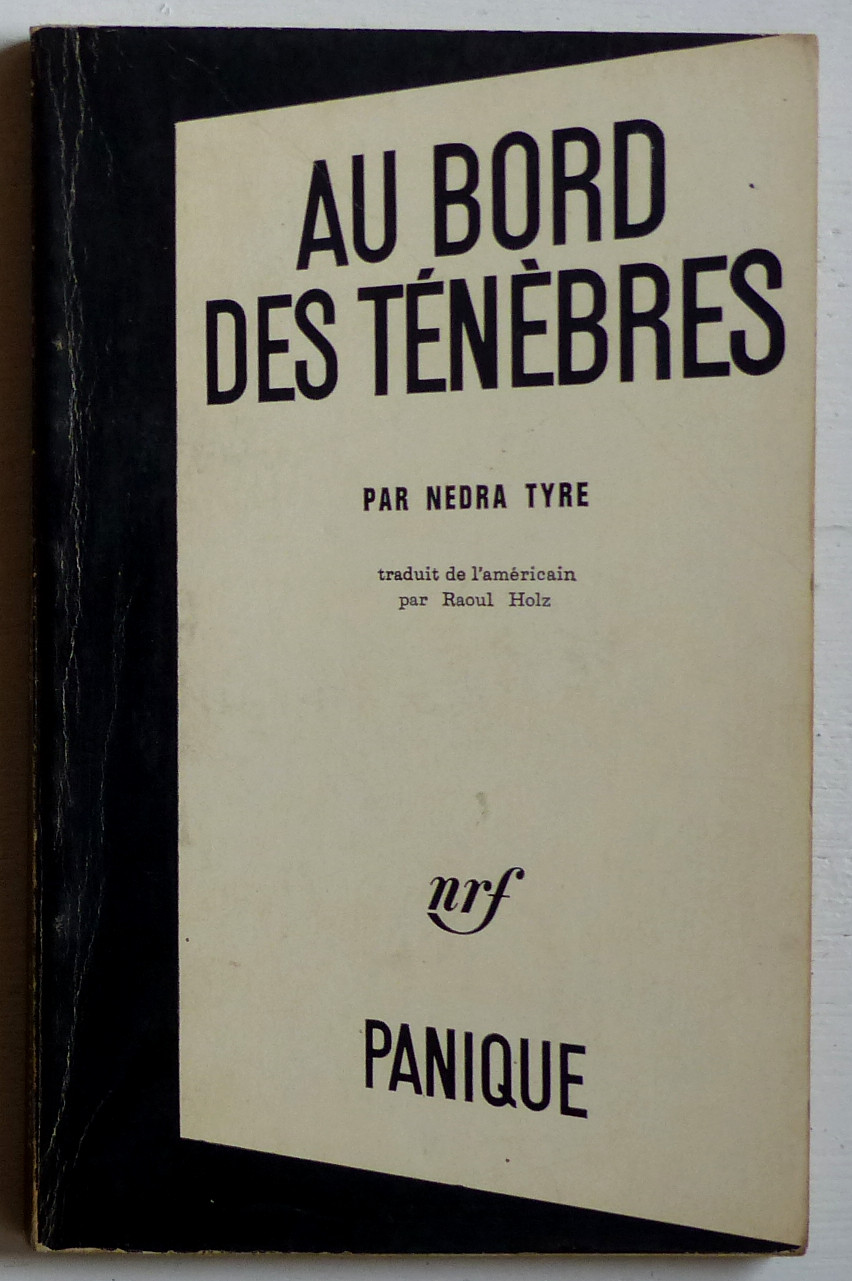 AU BORD
DES TÉNÈBRES
PAR NEDRA TYRE
traduit de l'américain
par Raoul Holz
nrf
PANIQUE